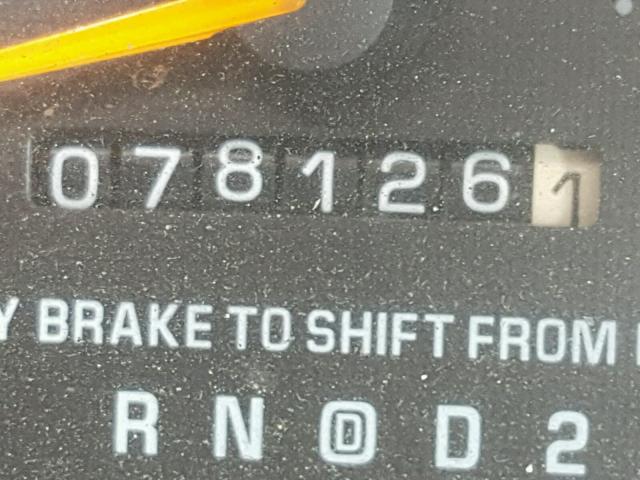 0781261
Y BRAKE TO SHIFT FROM
R N D D 2